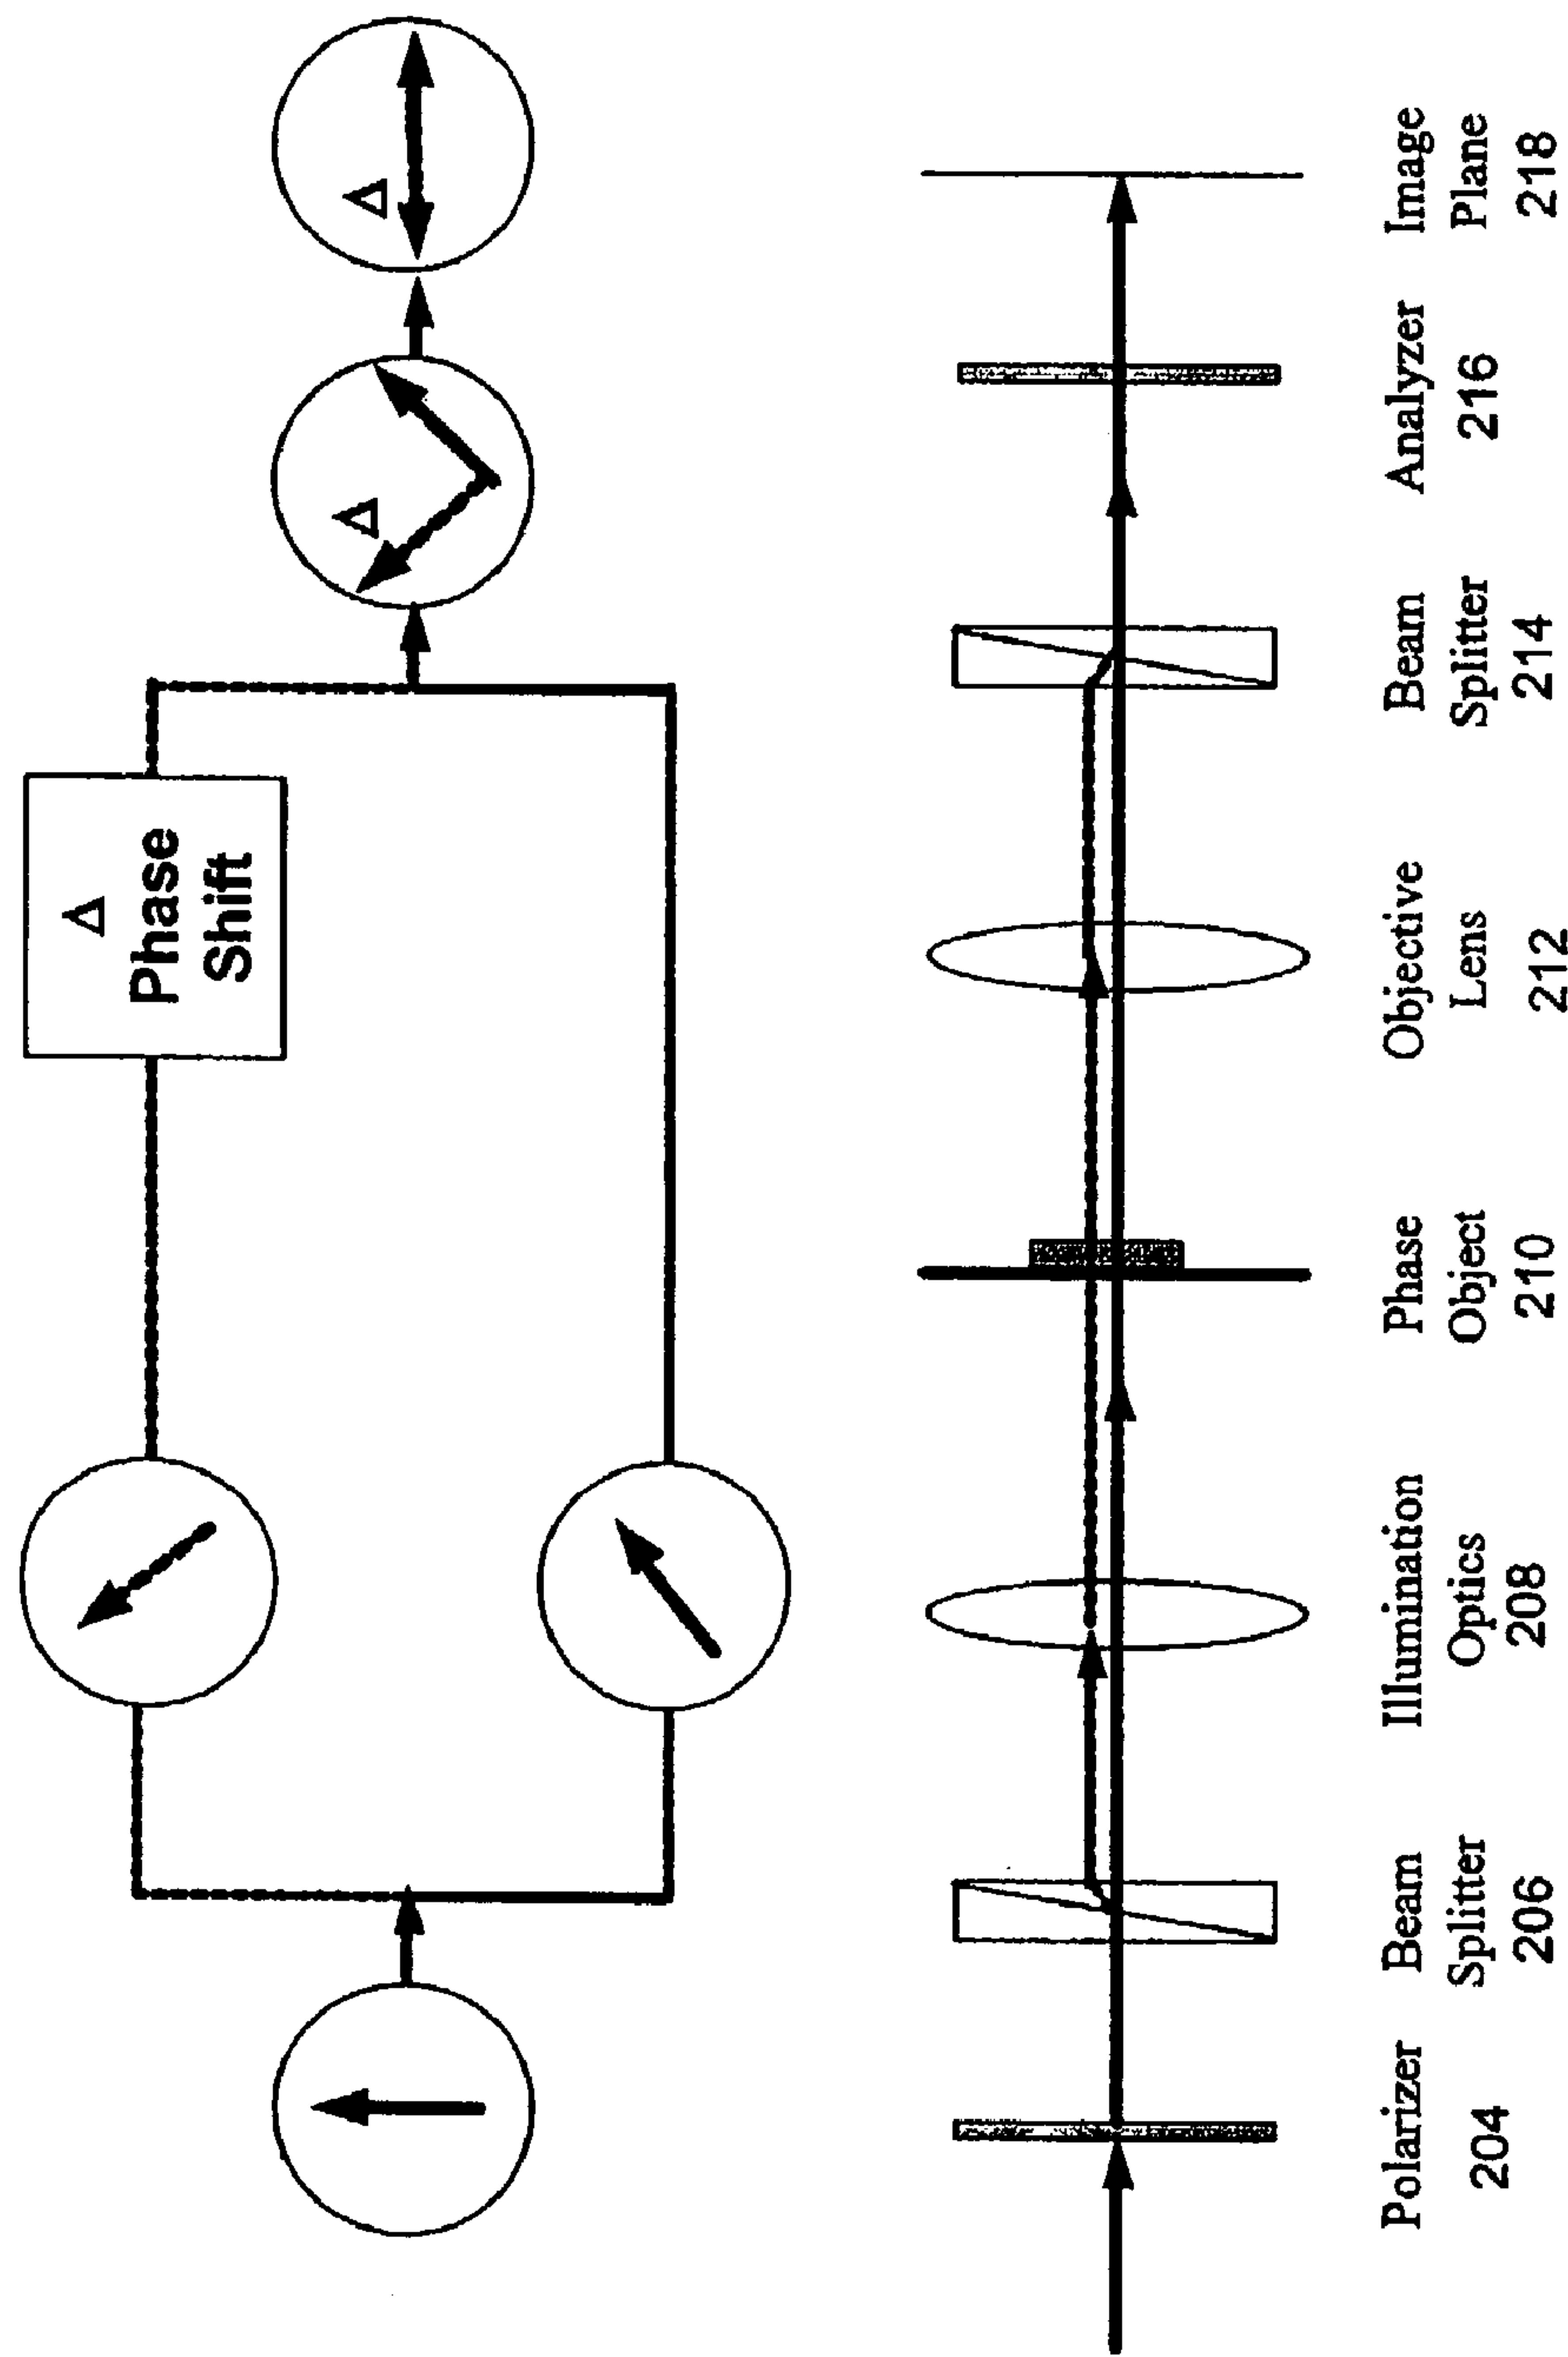 Δ
Phase
Shift
Δ
Δ
Polarizer
204
Beam
Splitter
206
Illumination
Optics
208
Phase
Object
210
Objective
Lens
212
Beam
Splitter
214
Analyzer
216
Image
Plane
218